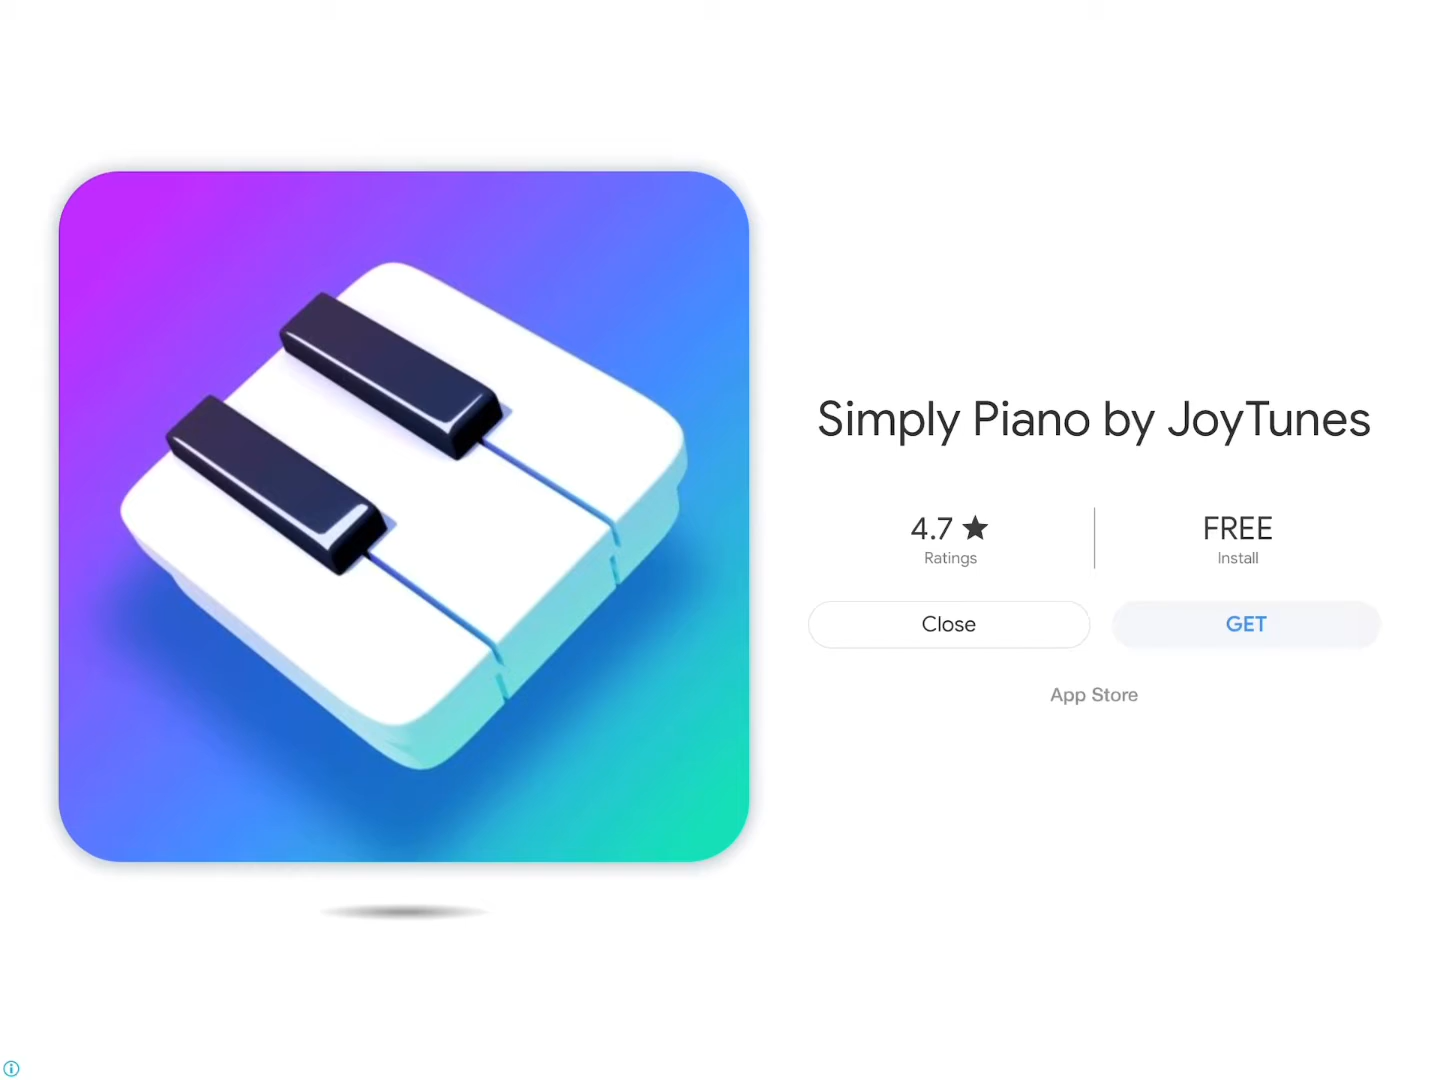 Simply Piano by JoyTunes
4.7 ★
Ratings
FREE
Install
Close
GET
App Store